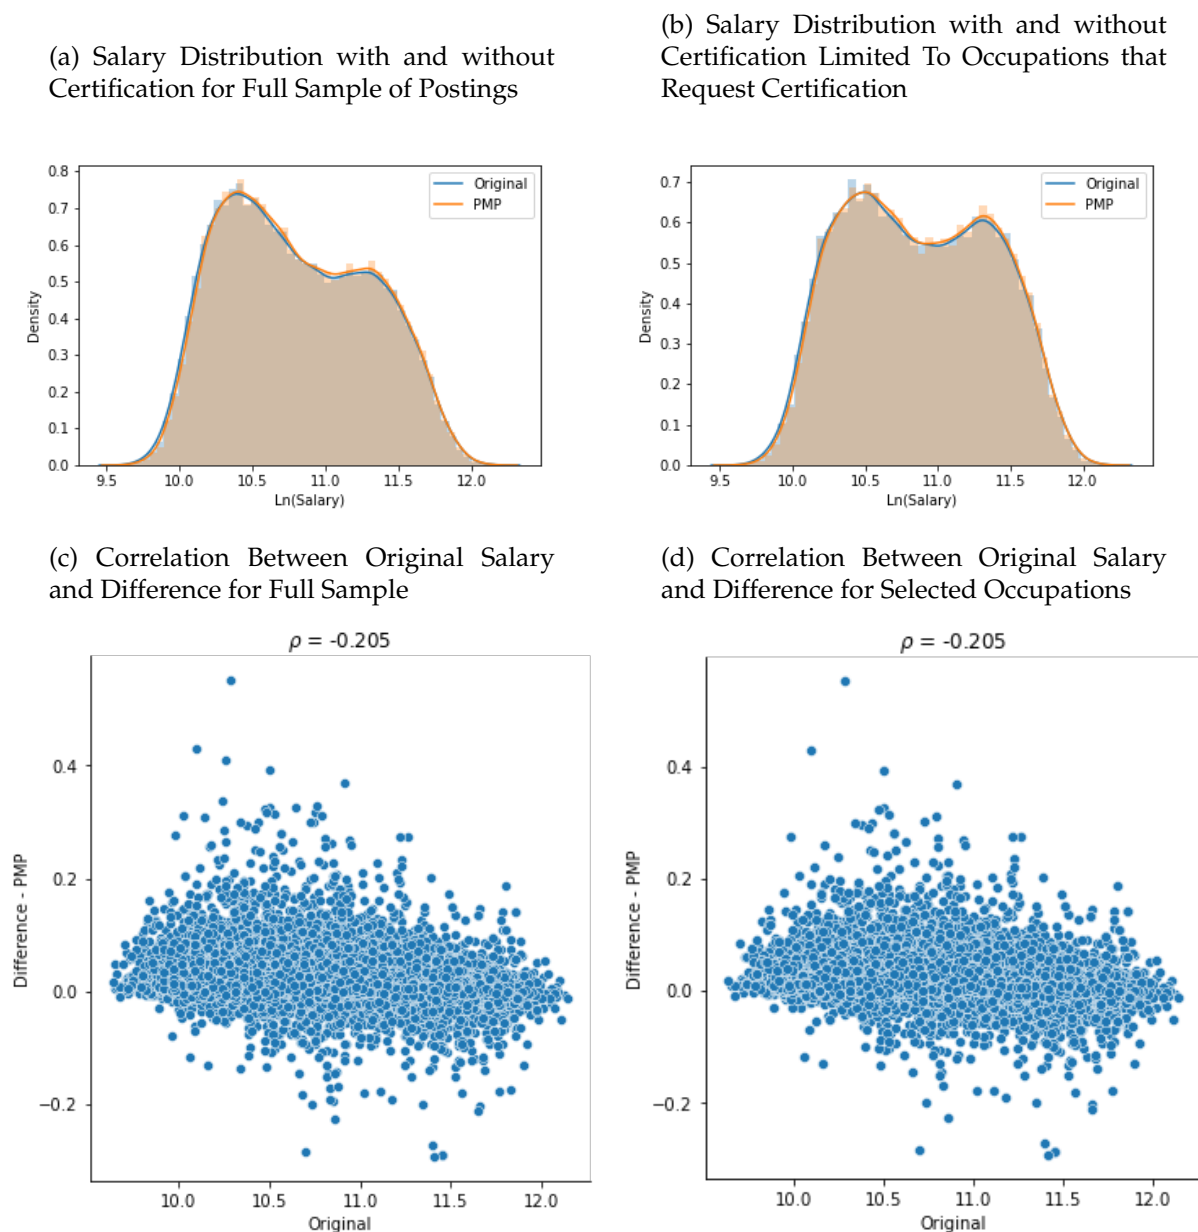 (a) Salary Distribution with and without
Certification for Full Sample of Postings
(b) Salary Distribution with and without
Certification Limited To Occupations that
Request Certification
0.8
0.7
0.6
0.5
0.4
0.3
0.2
0.1
0.0
Density
Original
PMP
9.5 10.0 10.5 11.0 11.5 12.0
Ln(Salary)
0.7
0.6
0.5
0.4
0.3
0.2
0.1
0.0
Density
Original
PMP
9.5 10.0 10.5 11.0 11.5 12.0
Ln(Salary)
(c) Correlation Between Original Salary
and Difference for Full Sample
ρ = -0.205
0.4
0.2
0.0
−0.2
Difference - PMP
10.0 10.5 11.0 11.5 12.0
Original
(d) Correlation Between Original Salary
and Difference for Selected Occupations
ρ = -0.205
0.4
0.2
0.0
−0.2
Difference - PMP
10.0 10.5 11.0 11.5 12.0
Original